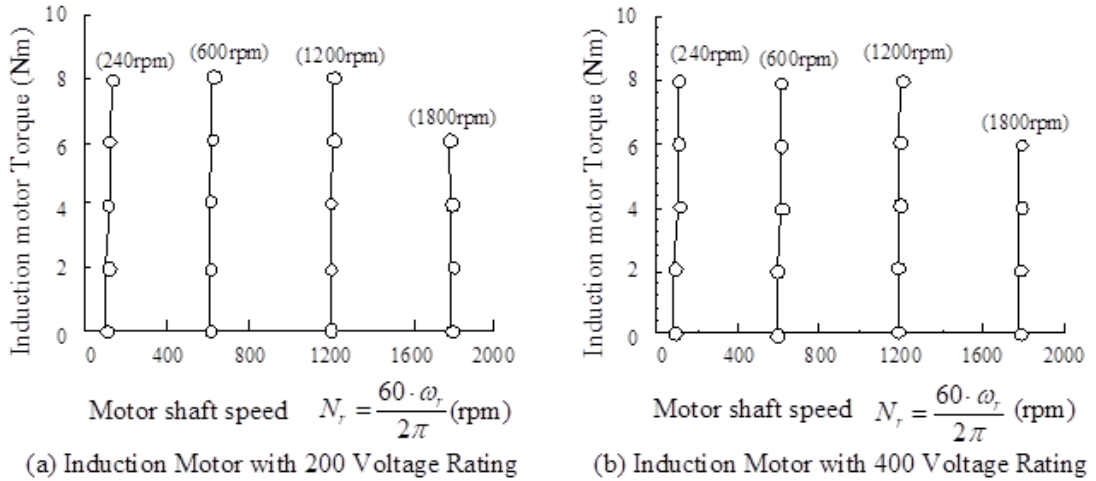 Induction motor Torque (Nm)
10
8
6
4
2
0
(240rpm)
(600rpm)
(1200rpm)
(1800rpm)
0 400 800 1200 1600 2000
Motor shaft speed N_r = 60·ω_r / 2π (rpm)
(a) Induction Motor with 200 Voltage Rating
Induction motor Torque (Nm)
10
8
6
4
2
0
(240rpm)
(600rpm)
(1200rpm)
(1800rpm)
0 400 800 1200 1600 2000
Motor shaft speed N_r = 60·ω_r / 2π (rpm)
(b) Induction Motor with 400 Voltage Rating